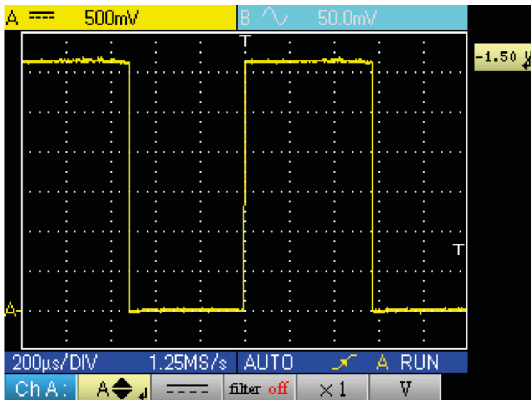 A 500mV B 50.0mV
T
-1.50
T
A
200µs/DIV 1.25MS/s AUTO A RUN
Ch A: A filter off ×1 V